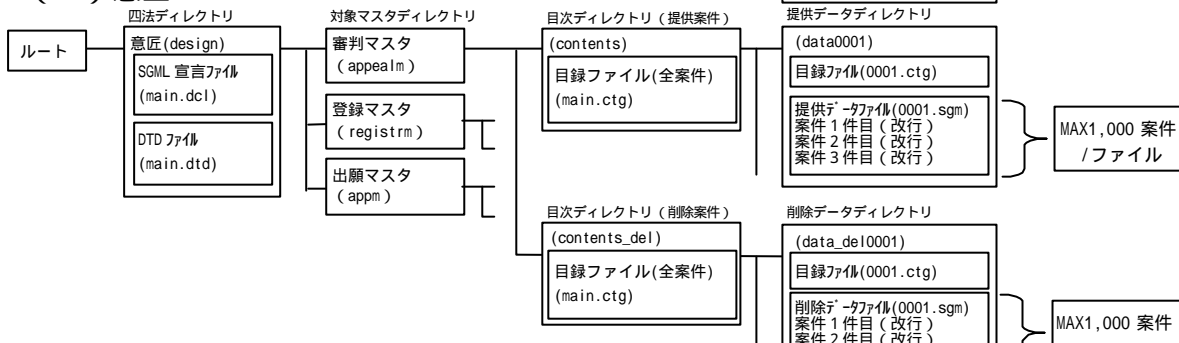 四法ディレクトリ
対象マスタディレクトリ
目次ディレクトリ（提供案件）
提供データディレクトリ
ルート
意匠(design)
SGML 宣言ファイル
(main.dcl)
DTD ファイル
(main.dtd)
審判マスタ
（appealm）
登録マスタ
（registrm）
出願マスタ
（appm）
(contents)
目録ファイル(全案件)
(main.ctg)
(data0001)
目録ファイル(0001.ctg)
提供データファイル(0001.sgm)
案件１件目（改行）
案件２件目（改行）
案件３件目（改行）
MAX1,000 案件
/ファイル
目次ディレクトリ（削除案件）
削除データディレクトリ
(contents_del)
目録ファイル(全案件)
(main.ctg)
(data_del0001)
目録ファイル(0001.ctg)
削除データファイル(0001.sgm)
案件１件目（改行）
案件２件目（改行）
MAX1,000 案件